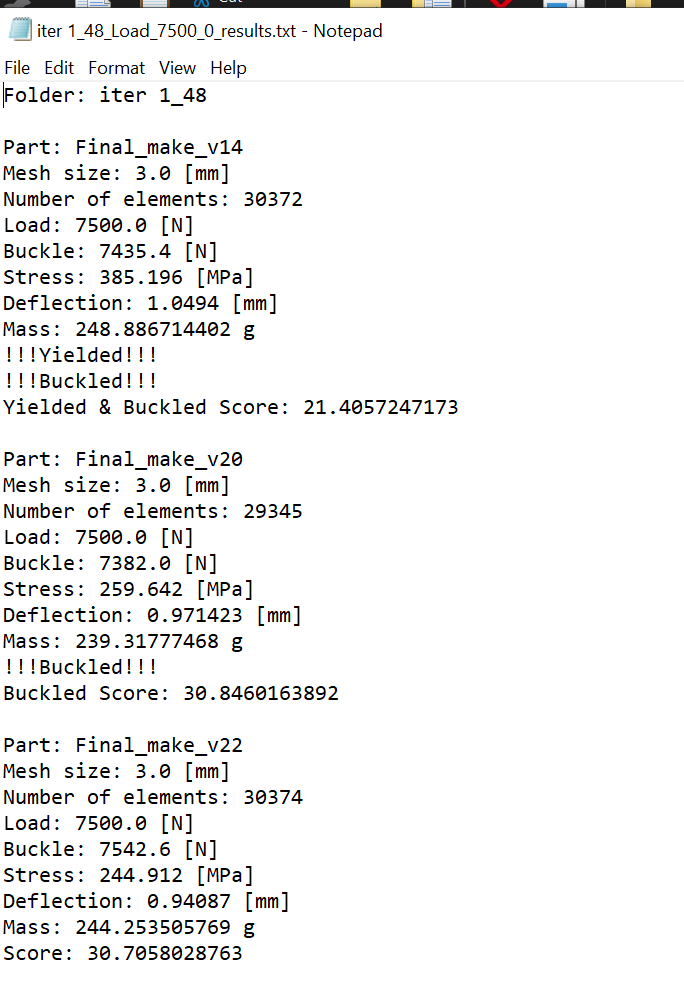 iter 1_48_Load_7500_0_results.txt - Notepad
File Edit Format View Help
Folder: iter 1_48
Part: Final_make_v14
Mesh size: 3.0 [mm]
Number of elements: 30372
Load: 7500.0 [N]
Buckle: 7435.4 [N]
Stress: 385.196 [MPa]
Deflection: 1.0494 [mm]
Mass: 248.886714402 g
!!!Yielded!!!
!!!Buckled!!!
Yielded & Buckled Score: 21.4057247173
Part: Final_make_v20
Mesh size: 3.0 [mm]
Number of elements: 29345
Load: 7500.0 [N]
Buckle: 7382.0 [N]
Stress: 259.642 [MPa]
Deflection: 0.971423 [mm]
Mass: 239.31777468 g
!!!Buckled!!!
Buckled Score: 30.8460163892
Part: Final_make_v22
Mesh size: 3.0 [mm]
Number of elements: 30374
Load: 7500.0 [N]
Buckle: 7542.6 [N]
Stress: 244.912 [MPa]
Deflection: 0.94087 [mm]
Mass: 244.253505769 g
Score: 30.7058028763